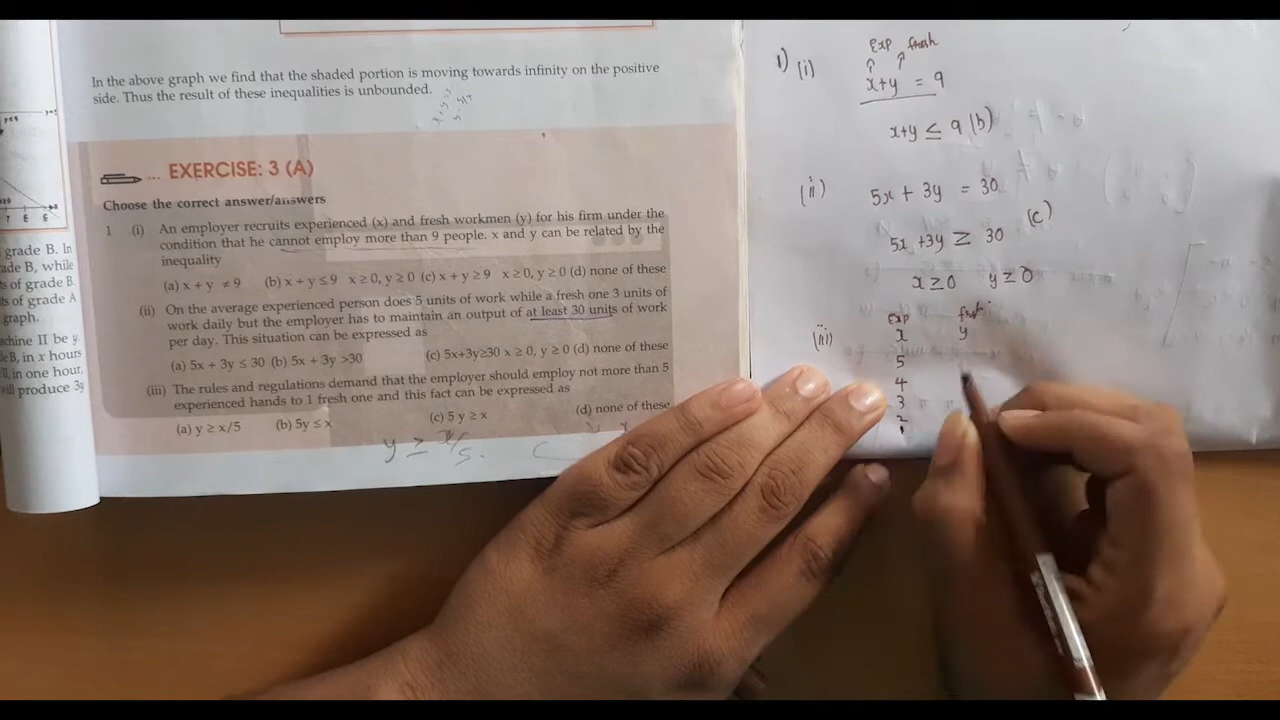 In the above graph we find that the shaded portion is moving towards infinity on the positive
side. Thus the result of these inequalities is unbounded.
... EXERCISE: 3 (A)
Choose the correct answer/answers
1 (i) An employer recruits experienced (x) and fresh workmen (y) for his firm under the
condition that he cannot employ more than 9 people. x and y can be related by the
inequality
(a) x + y ≠ 9 (b) x + y ≤ 9 x ≥ 0, y ≥ 0 (c) x + y ≥ 9 x ≥ 0, y ≥ 0 (d) none of these
(ii) On the average experienced person does 5 units of work while a fresh one 3 units of
work daily but the employer has to maintain an output of at least 30 units of work
per day. This situation can be expressed as
(a) 5x + 3y ≤ 30 (b) 5x + 3y >30 (c) 5x+3y≥30 x ≥ 0, y ≥ 0 (d) none of these
(iii) The rules and regulations demand that the employer should employ not more than 5
experienced hands to 1 fresh one and this fact can be expressed as
(a) y ≥ x/5 (b) 5y ≤ x (c) 5 y ≥ x (d) none of these
y ≥ x/5.
grade B. In
ade B, while
s of grade B
ts of grade A
graph.
chine II be y.
e B, in x hours
II, in one hour,
will produce 3y
1) (i) Exp fresh
x+y = 9
x+y ≤ 9 (b)
(ii) 5x + 3y = 30
5x +3y ≥ 30 (c)
x ≥ 0 y ≥ 0
(iii) Exp fresh
x y
5
4
3
2
1